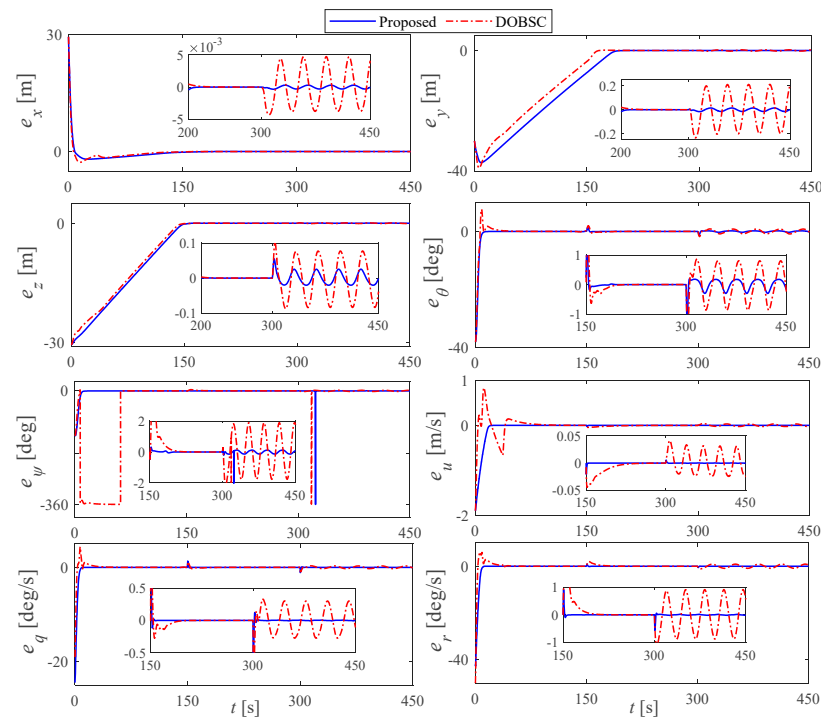 Proposed DOBSC
30
e_x [m]
0
×10⁻³
5
0
-5
200 300 450
0 150 300 450
0
e_y [m]
-40
0.2
0
-0.2
200 300 450
0 150 300 450
0
e_z [m]
-30
0.1
0
-0.1
200 300 450
0 150 300 450
0
e_θ [deg]
-40
1
0
-1
150 300 450
0 150 300 450
0
e_ψ [deg]
-360
2
0
-2
150 300 450
0 150 300 450
1
0
e_u [m/s]
-2
0.05
0
-0.05
150 300 450
0 150 300 450
0
e_q [deg/s]
-20
0.5
0
-0.5
150 300 450
0 150 300 450
t [s]
0
e_r [deg/s]
-40
1
0
-1
150 300 450
0 150 300 450
t [s]